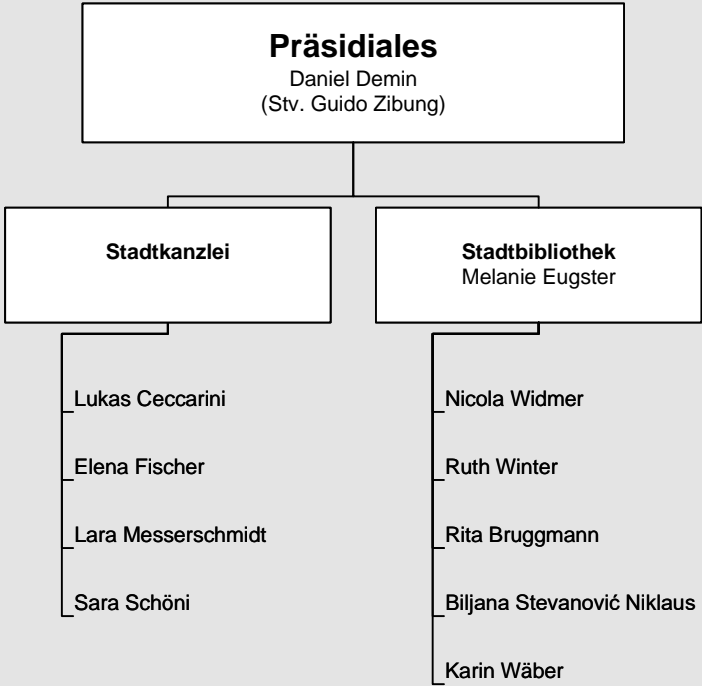 Präsidiales
Daniel Demin
(Stv. Guido Zibung)
Stadtkanzlei
Lukas Ceccarini
Elena Fischer
Lara Messerschmidt
Sara Schöni
Stadtbibliothek
Melanie Eugster
Nicola Widmer
Ruth Winter
Rita Bruggmann
Biljana Stevanović Niklaus
Karin Wäber